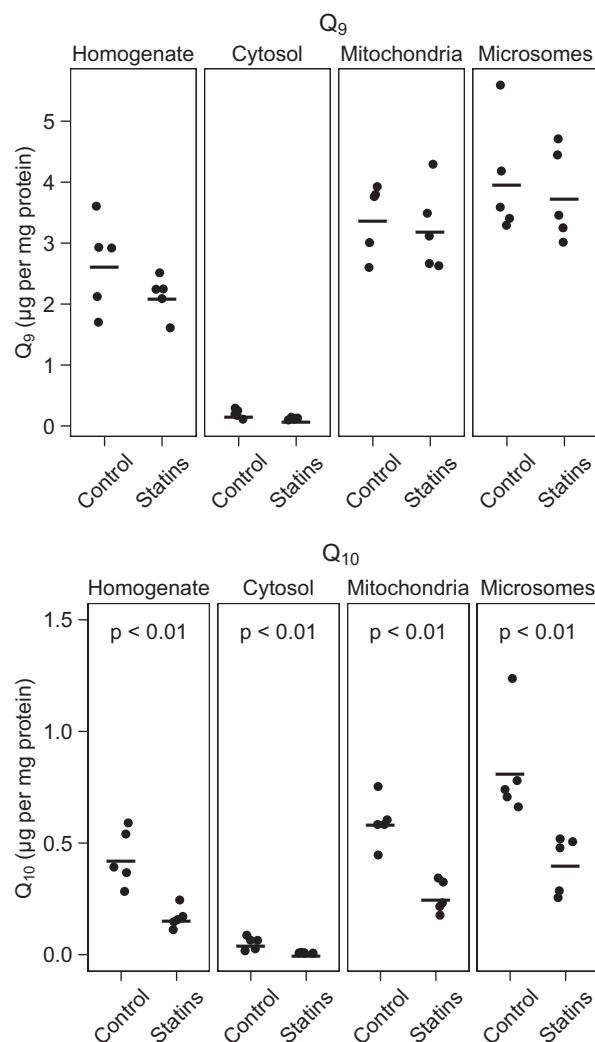 Q₉
Homogenate Cytosol Mitochondria Microsomes
Q₉ (µg per mg protein)
5
4
3
2
1
0
Control Statins Control Statins Control Statins Control Statins
Q₁₀
Homogenate Cytosol Mitochondria Microsomes
p < 0.01 p < 0.01 p < 0.01 p < 0.01
Q₁₀ (µg per mg protein)
1.5
1.0
0.5
0.0
Control Statins Control Statins Control Statins Control Statins